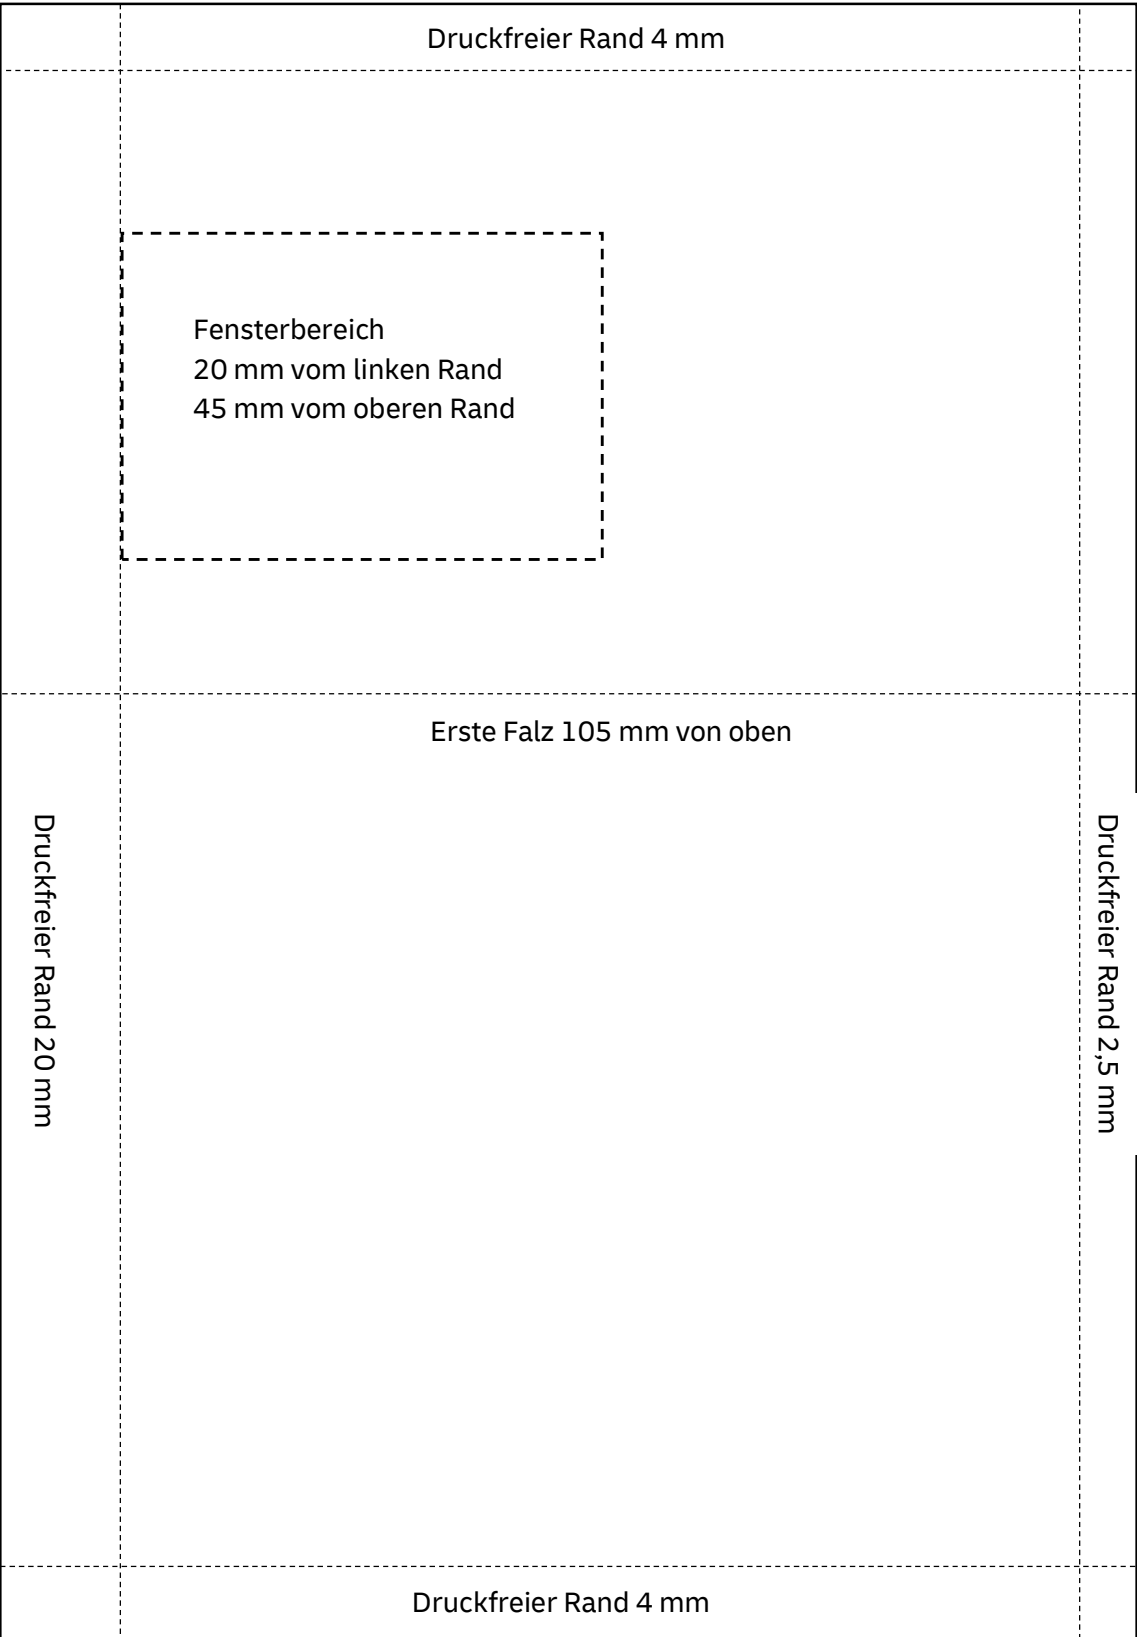 Druckfreier Rand 4 mm
Fensterbereich
20 mm vom linken Rand
45 mm vom oberen Rand
Erste Falz 105 mm von oben
Druckfreier Rand 20 mm
Druckfreier Rand 2,5 mm
Druckfreier Rand 4 mm